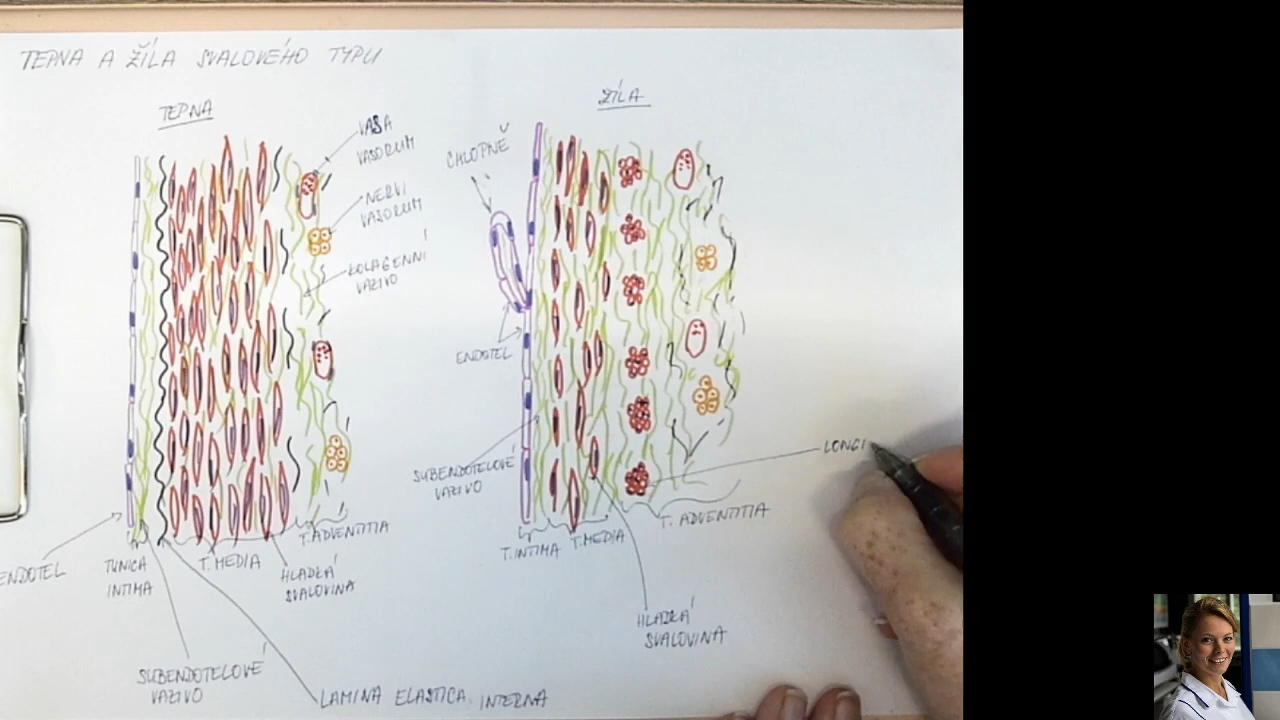 TEPNA A ŽÍLA SVALOVÉHO TYPU
TEPNA
VASA
VASORUM
NERVI
VASORUM
KOLAGENNÍ
VAZIVO
T. ADVENTITIA
HLADKÁ
SVALOVINA
T. MEDIA
TUNICA
INTIMA
ENDOTEL
SUBENDOTELOVÉ
VAZIVO
LAMINA ELASTICA INTERNA
ŽÍLA
CHLOPNĚ
ENDOTEL
SUBENDOTELOVÉ
VAZIVO
T. INTIMA
T. MEDIA
T. ADVENTITIA
HLADKÁ
SVALOVINA
LONGI